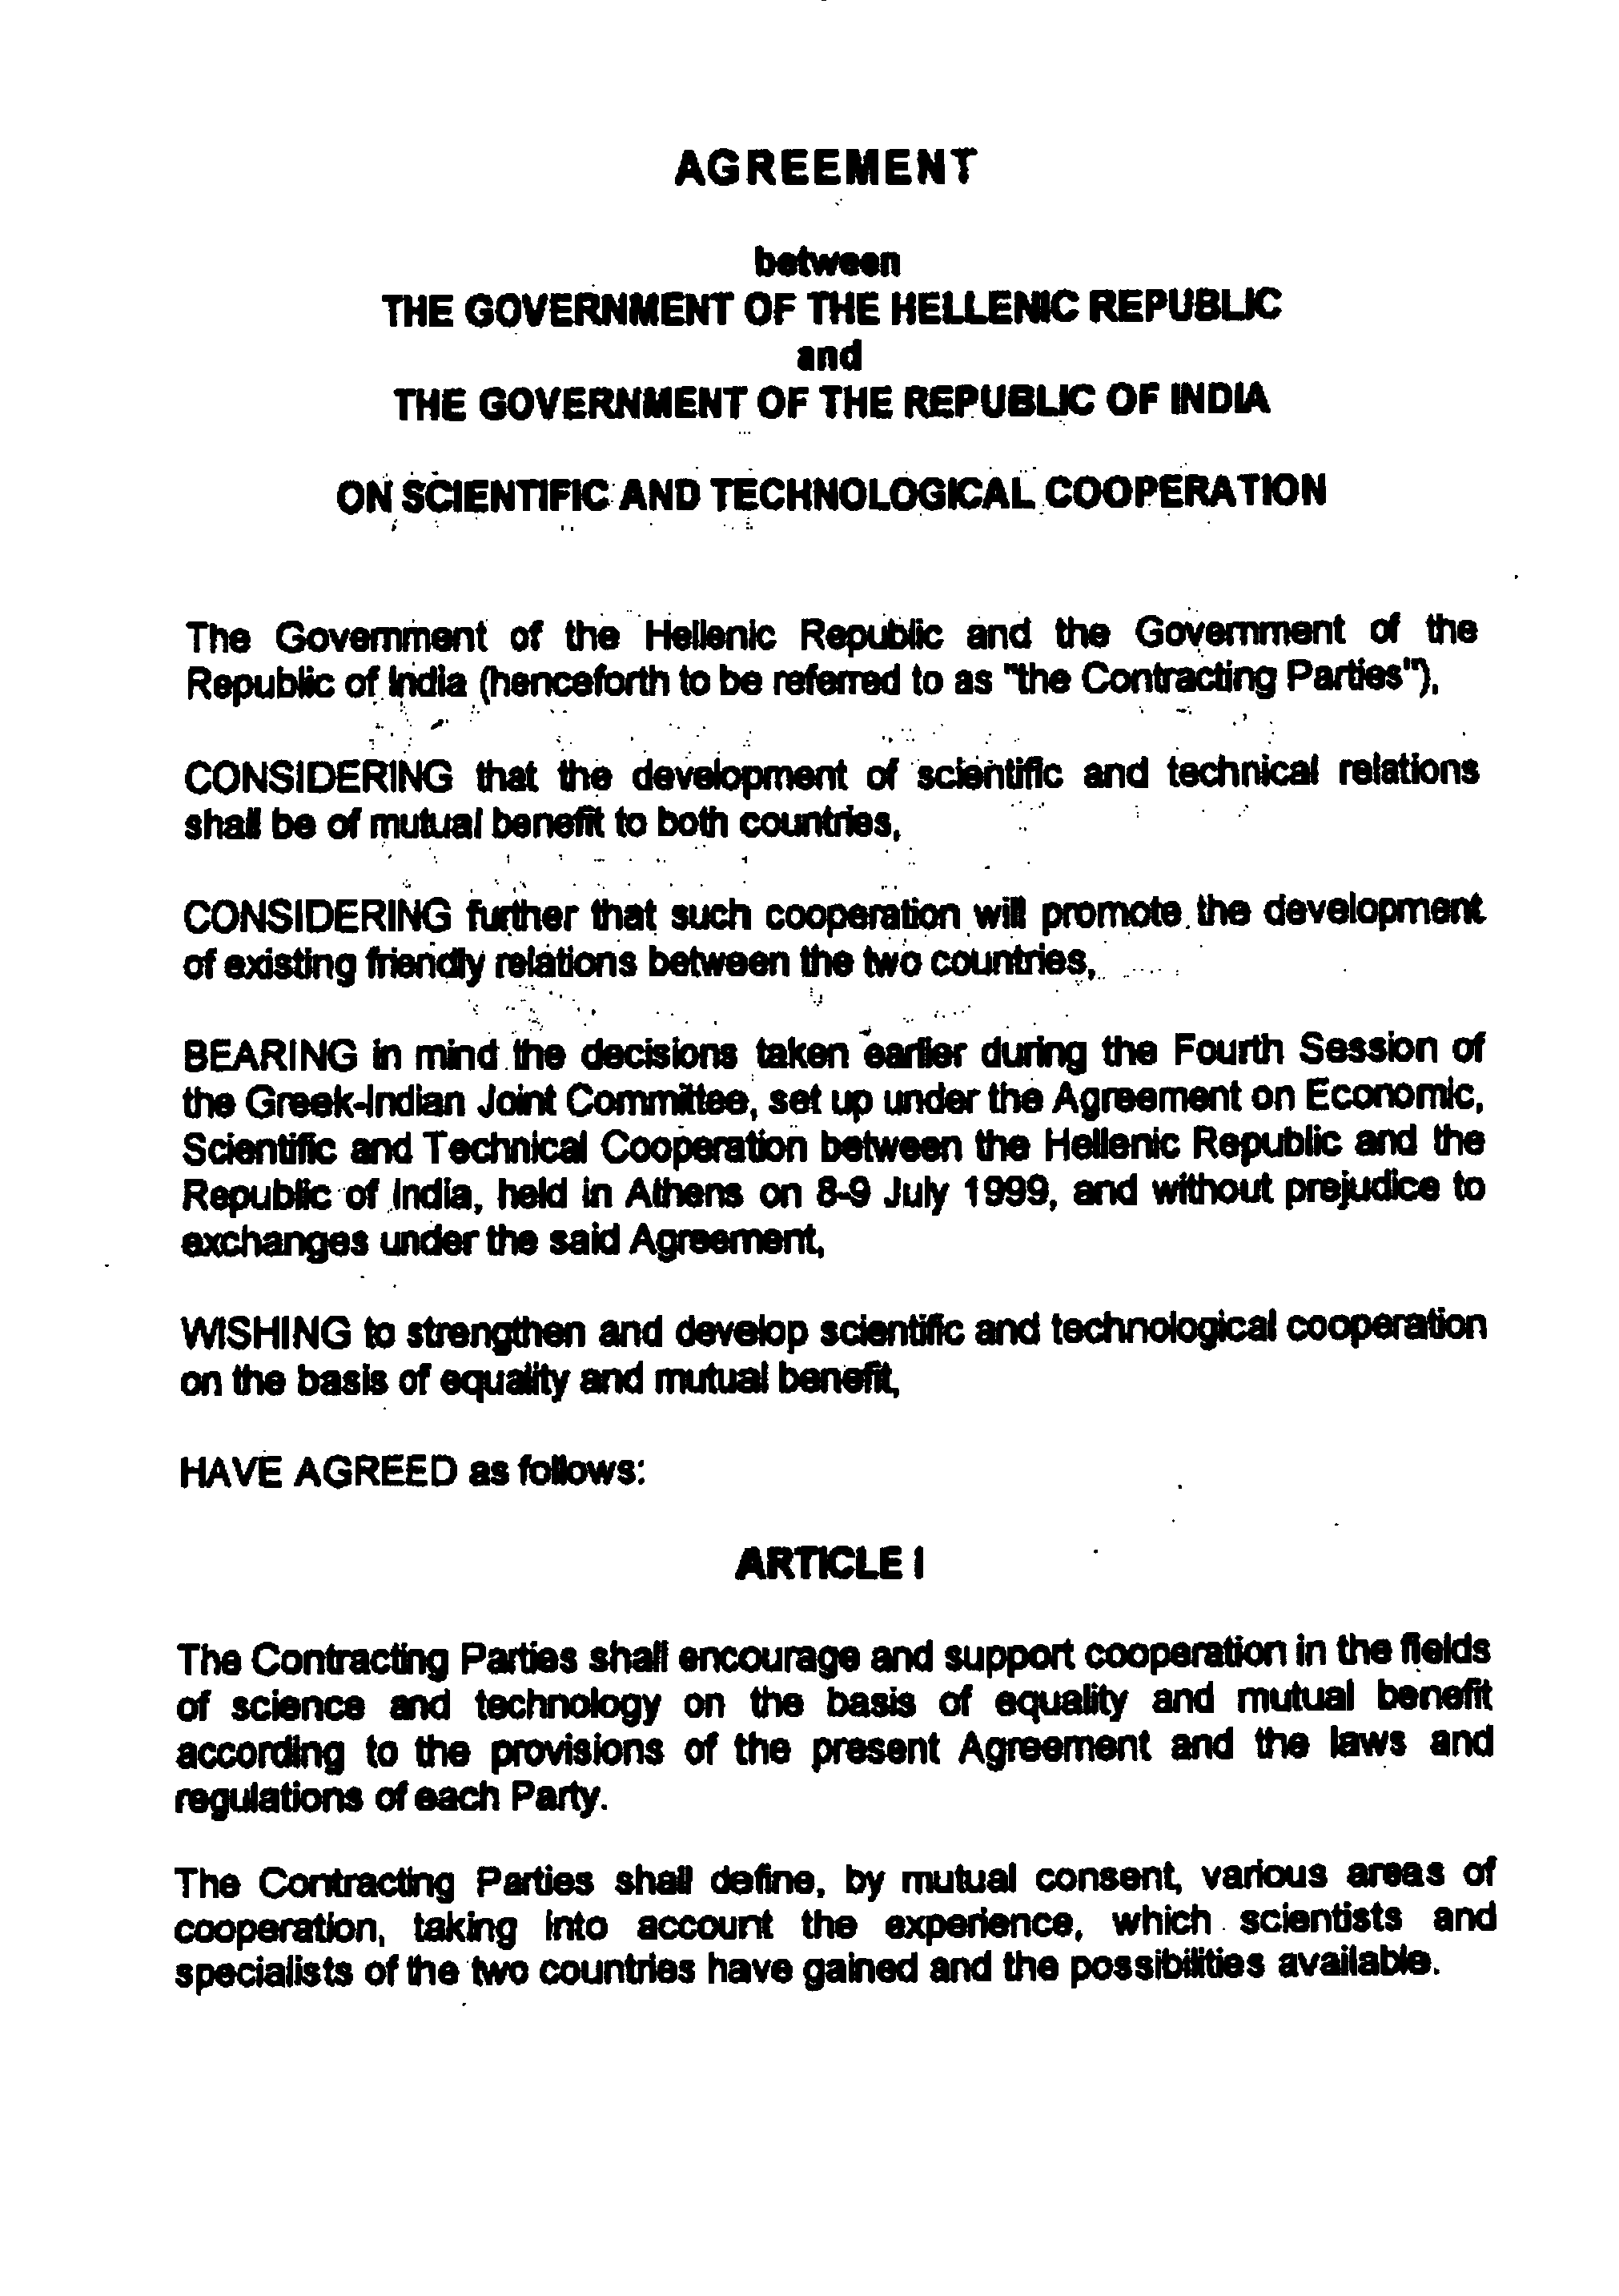 AGREEMENT
between
THE GOVERNMENT OF THE HELLENIC REPUBLIC
and
THE GOVERNMENT OF THE REPUBLIC OF INDIA
ON SCIENTIFIC AND TECHNOLOGICAL COOPERATION
The Government of the Hellenic Republic and the Government of the
Republic of India (henceforth to be referred to as "the Contracting Parties"),
CONSIDERING that the development of scientific and technical relations
shall be of mutual benefit to both countries,
CONSIDERING further that such cooperation will promote the development
of existing friendly relations between the two countries,
BEARING in mind the decisions taken earlier during the Fourth Session of
the Greek-Indian Joint Committee, set up under the Agreement on Economic,
Scientific and Technical Cooperation between the Hellenic Republic and the
Republic of India, held in Athens on 8-9 July 1999, and without prejudice to
exchanges under the said Agreement,
WISHING to strengthen and develop scientific and technological cooperation
on the basis of equality and mutual benefit,
HAVE AGREED as follows:
ARTICLE I
The Contracting Parties shall encourage and support cooperation in the fields
of science and technology on the basis of equality and mutual benefit
according to the provisions of the present Agreement and the laws and
regulations of each Party.
The Contracting Parties shall define, by mutual consent, various areas of
cooperation, taking into account the experience, which scientists and
specialists of the two countries have gained and the possibilities available.